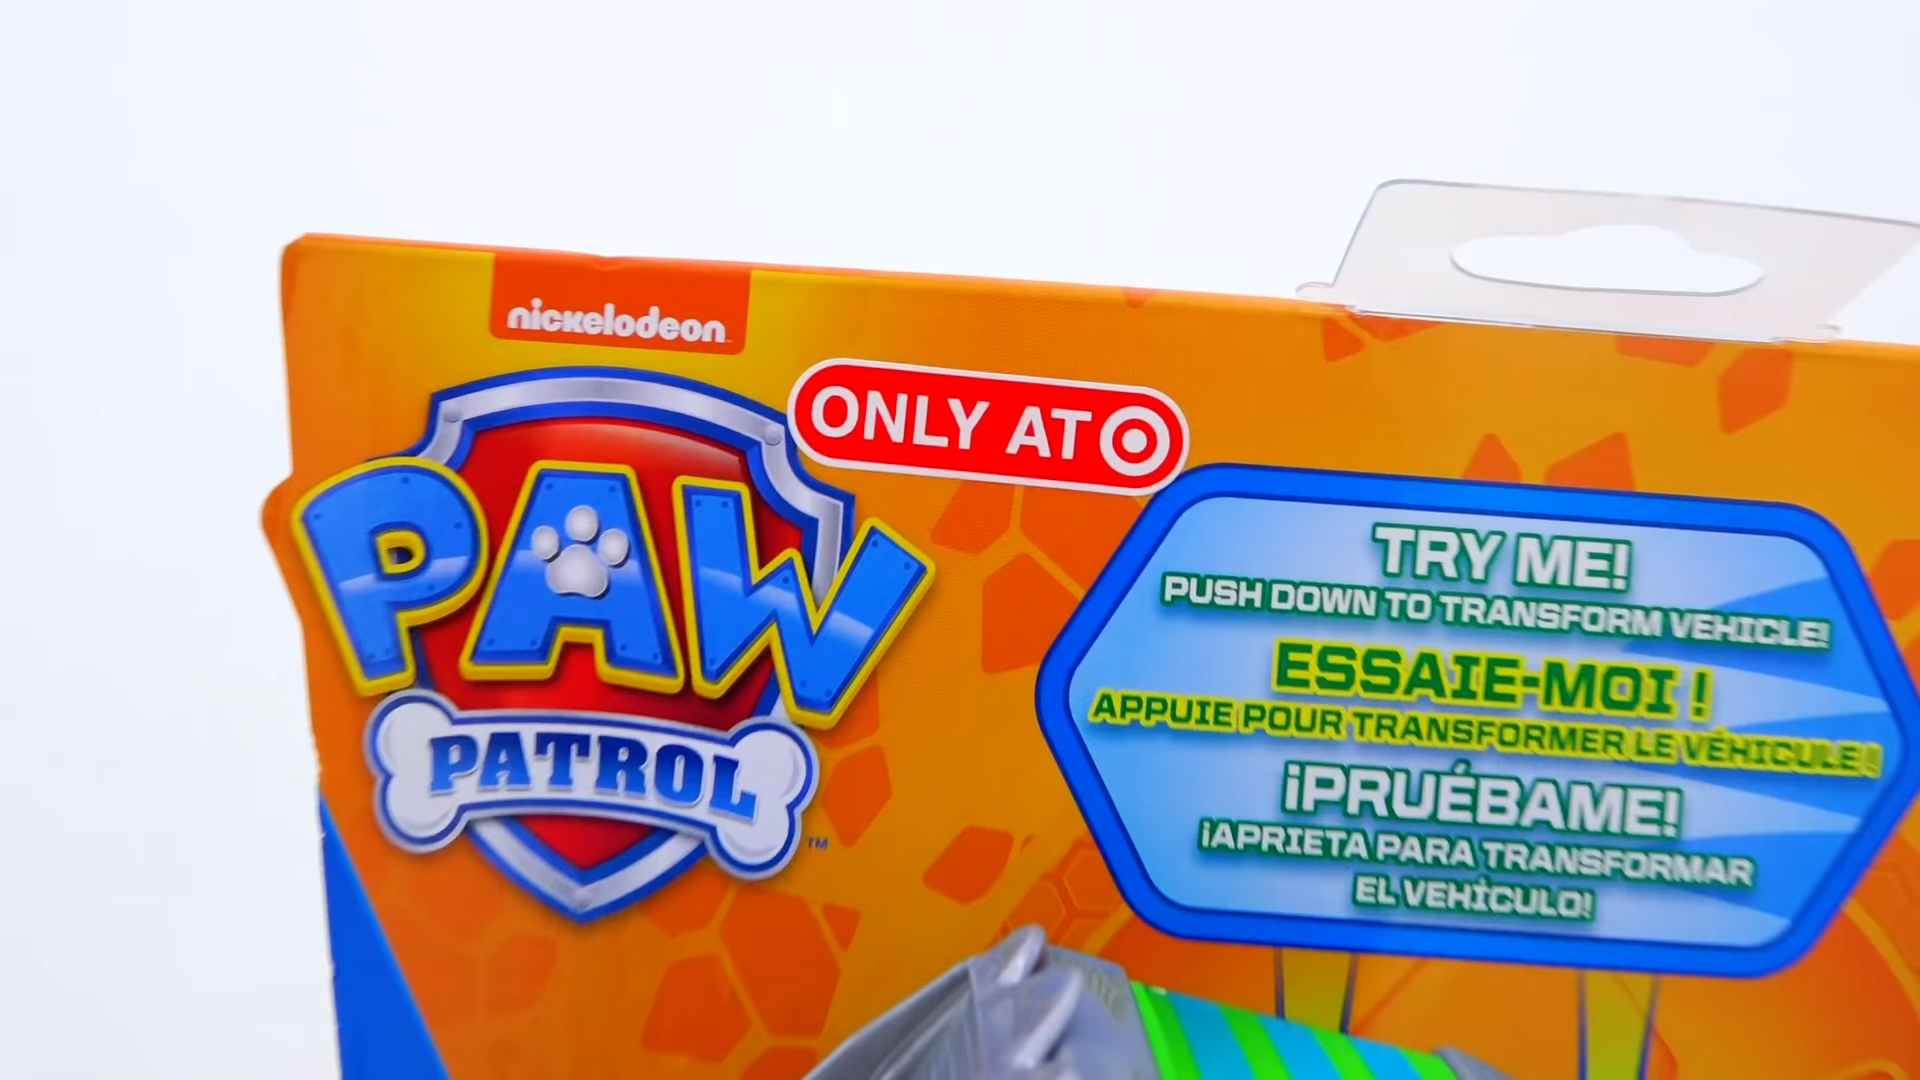 nickelodeon
ONLY AT
PAW
PATROL
™
TRY ME!
PUSH DOWN TO TRANSFORM VEHICLE!
ESSAIE-MOI !
APPUIE POUR TRANSFORMER LE VÉHICULE !
¡PRUÉBAME!
¡APRIETA PARA TRANSFORMAR
EL VEHÍCULO!